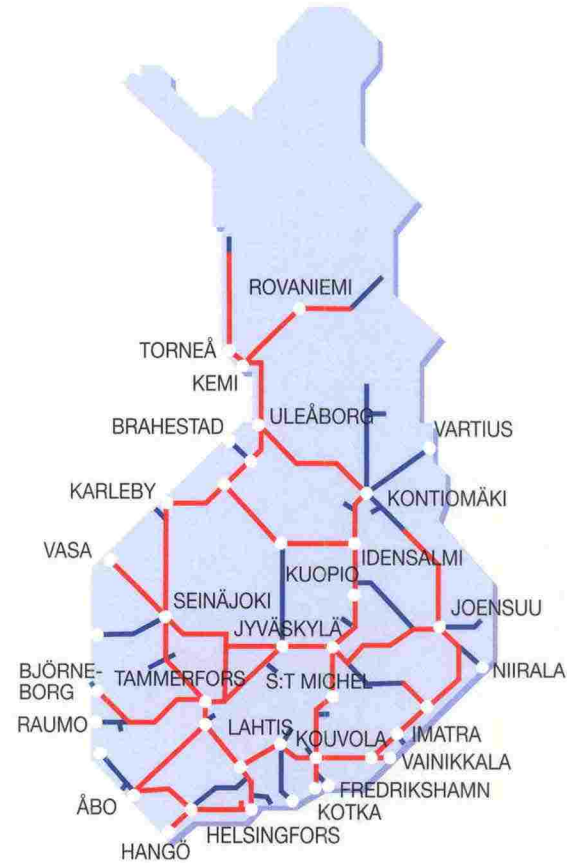 ROVANIEMI
TORNEÅ
KEMI
ULEÅBORG
BRAHESTAD
VARTIUS
KARLEBY
KONTIOMÄKI
VASA
IDENSALMI
KUOPIO
SEINÄJOKI
JOENSUU
JYVÄSKYLÄ
BJÖRNE-
BORG
TAMMERFORS
S:T MICHEL
NIIRALA
RAUMO
LAHTIS
KOUVOLA
IMATRA
VAINIKKALA
ÅBO
FREDRIKSHAMN
KOTKA
HELSINGFORS
HANGÖ